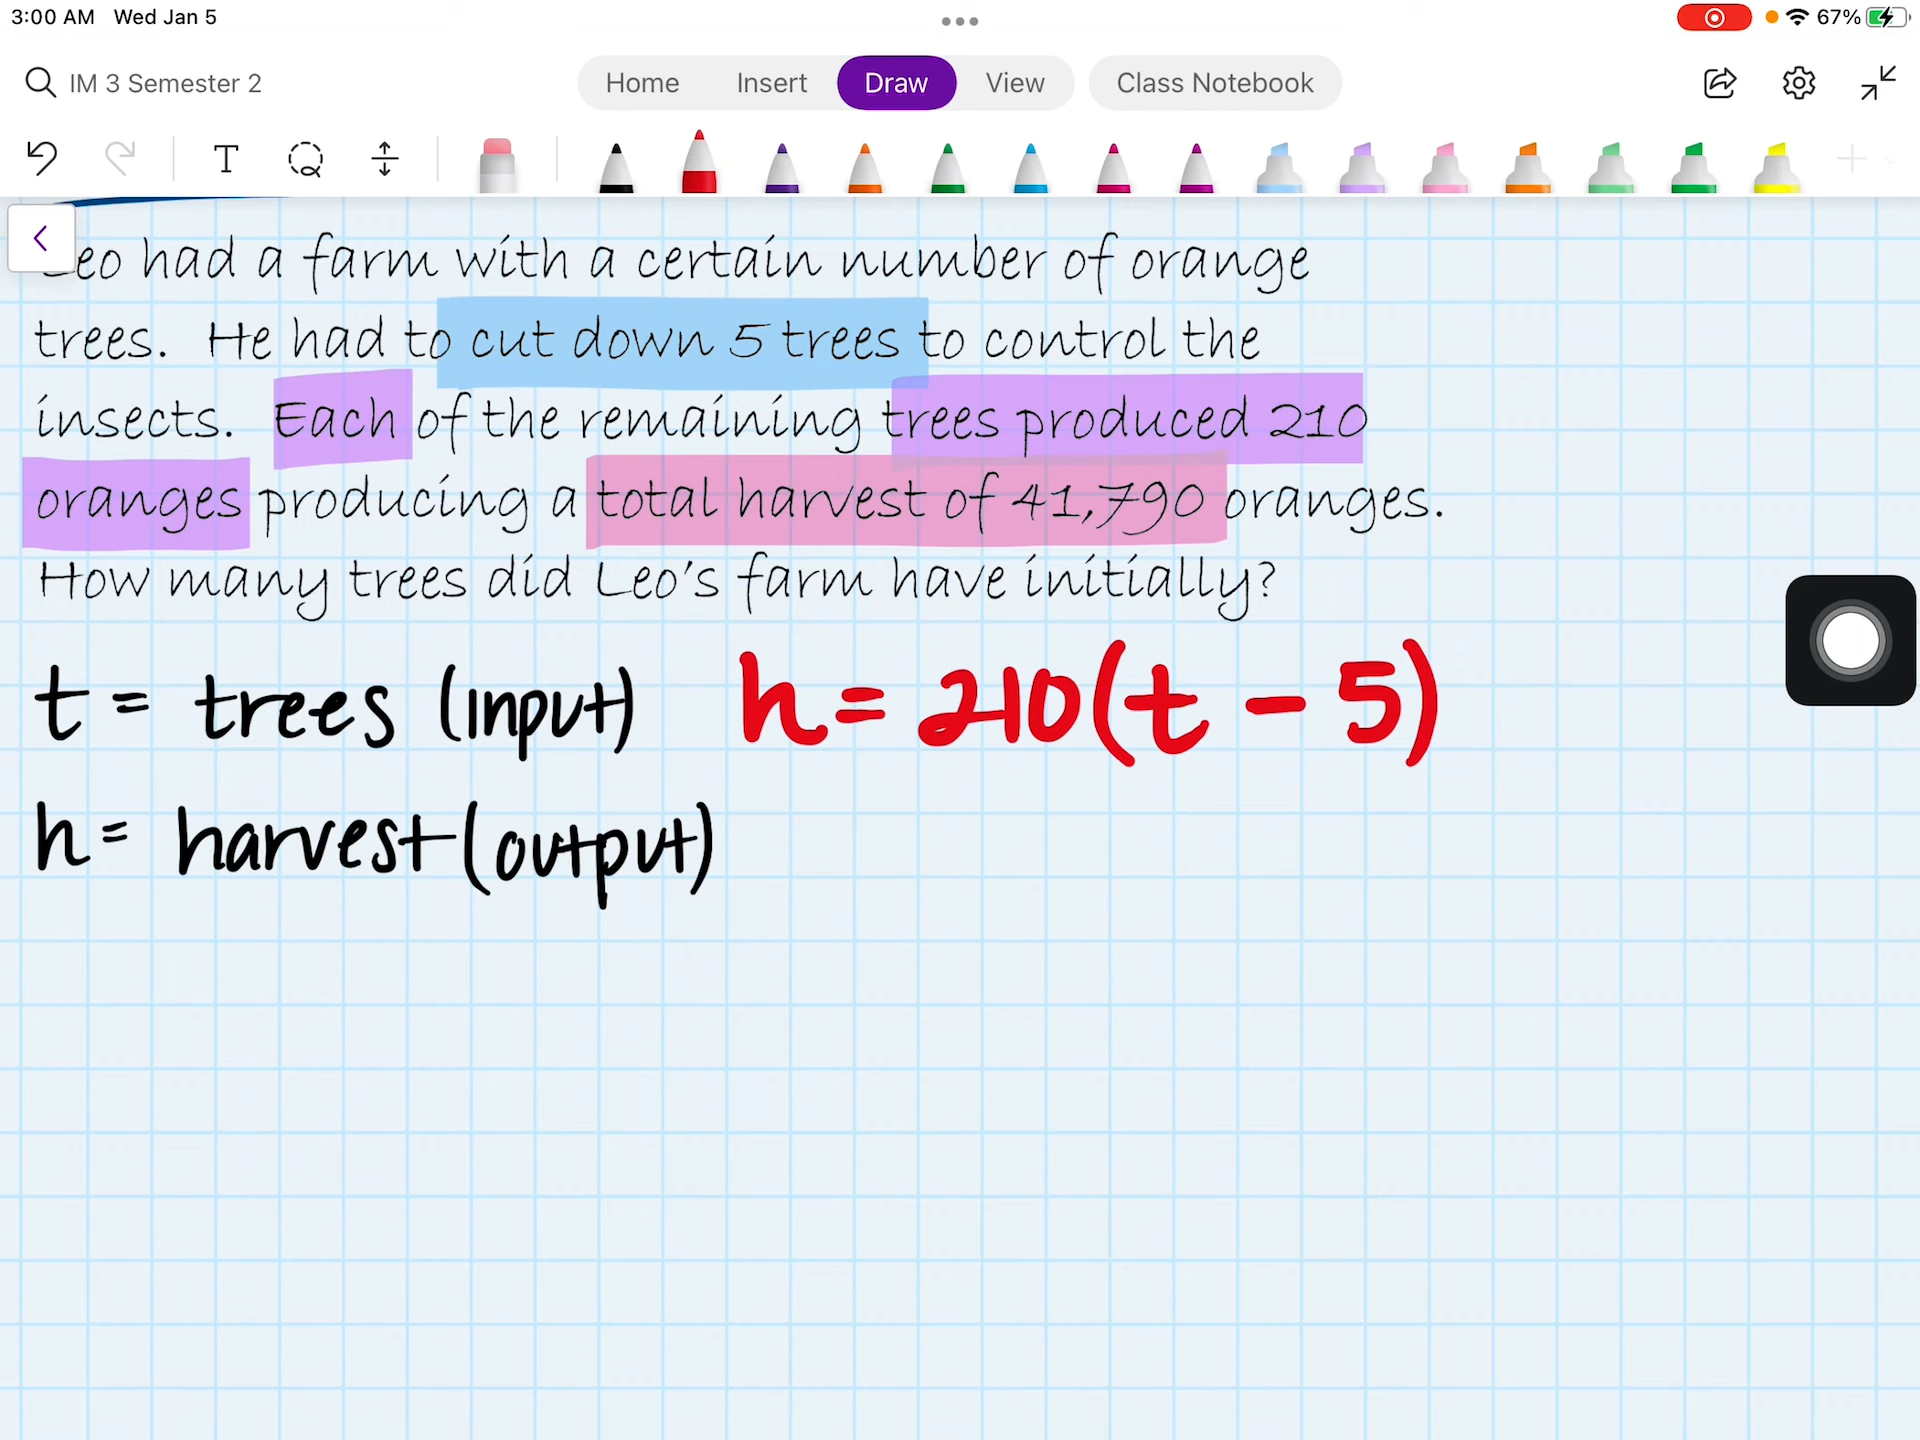 3:00 AM Wed Jan 5
67%
IM 3 Semester 2
Home Insert Draw View Class Notebook
T
eo had a farm with a certain number of orange
trees. He had to cut down 5 trees to control the
insects. Each of the remaining trees produced 210
oranges producing a total harvest of 41,790 oranges.
How many trees did Leo's farm have initially?
t = trees (input) h = 210(t - 5)
h = harvest (output)